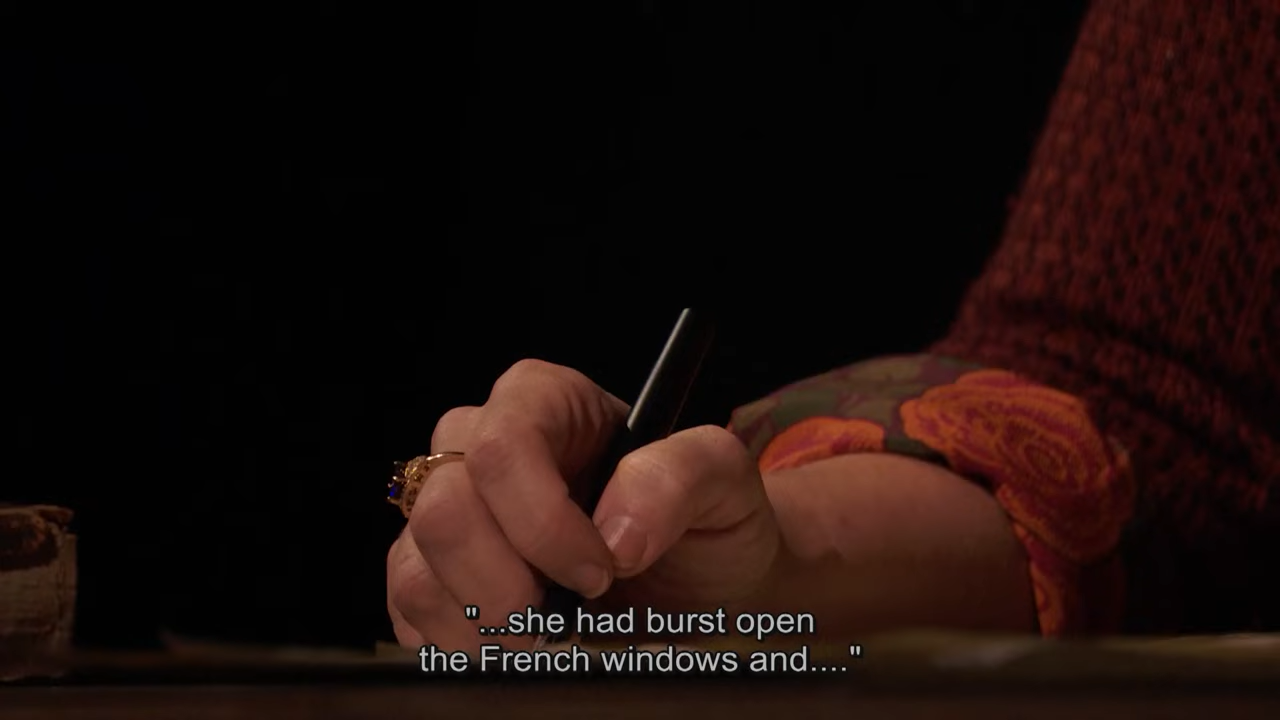 "...she had burst open
the French windows and...."